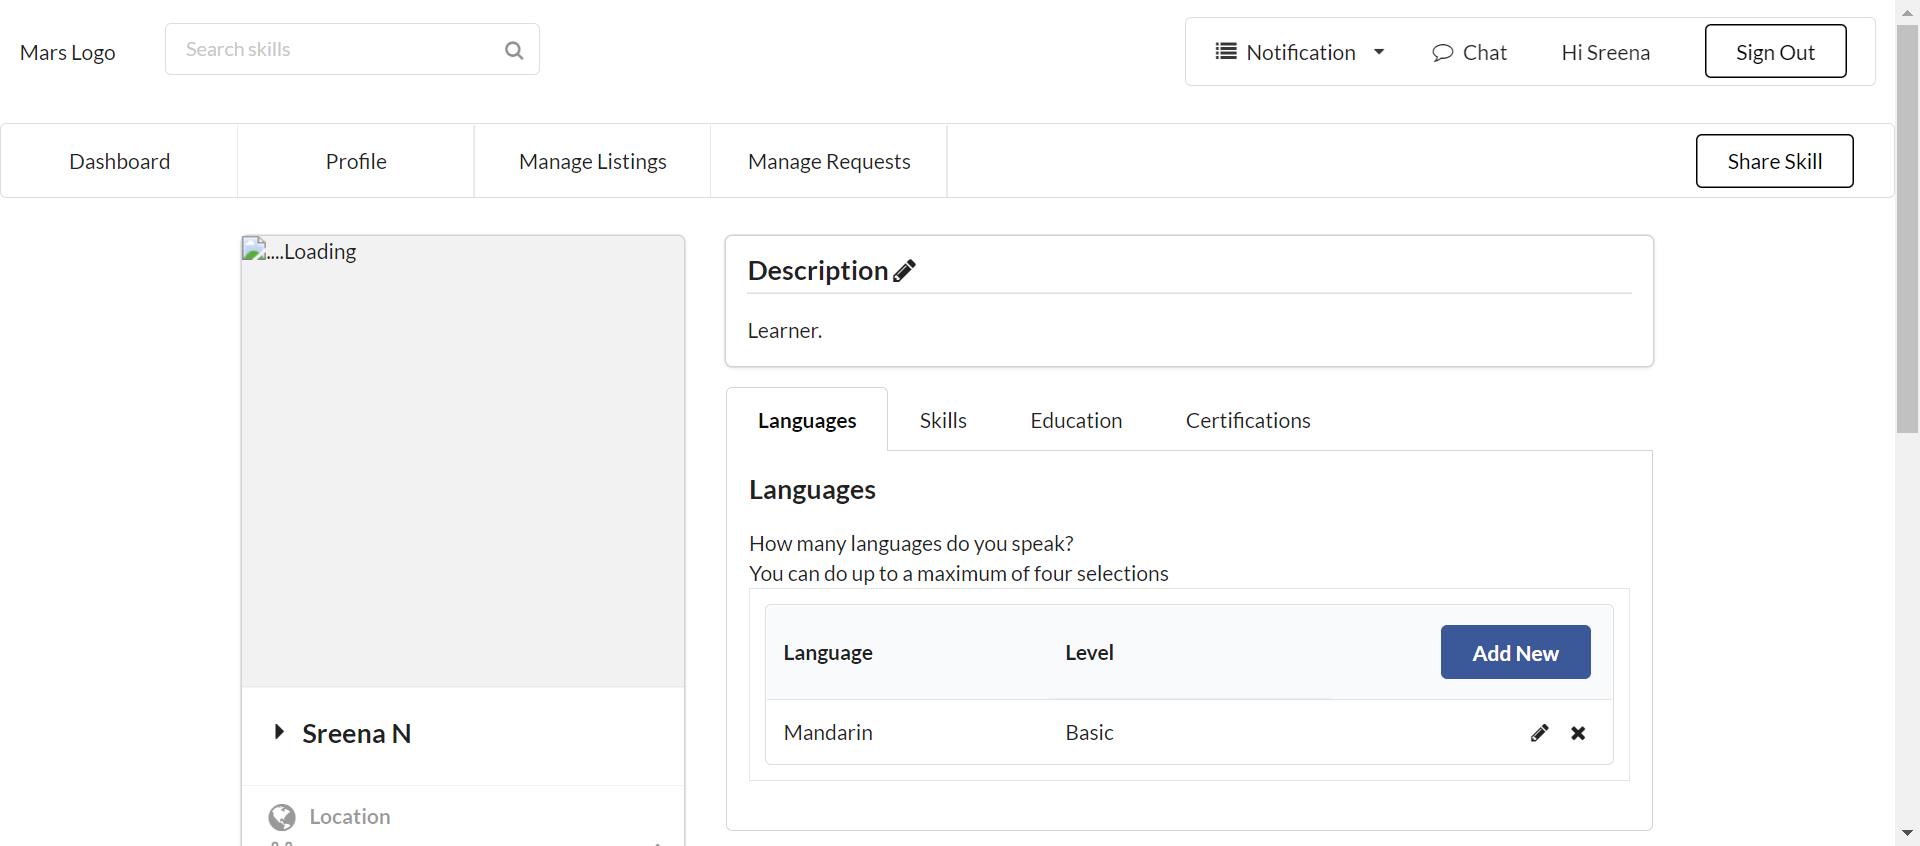 Mars Logo
Search skills
Notification
Chat
Hi Sreena
Sign Out
Dashboard
Profile
Manage Listings
Manage Requests
Share Skill
....Loading
Description
Learner.
Languages
Skills
Education
Certifications
Languages
How many languages do you speak?
You can do up to a maximum of four selections
Language
Level
Add New
Mandarin
Basic
Sreena N
Location